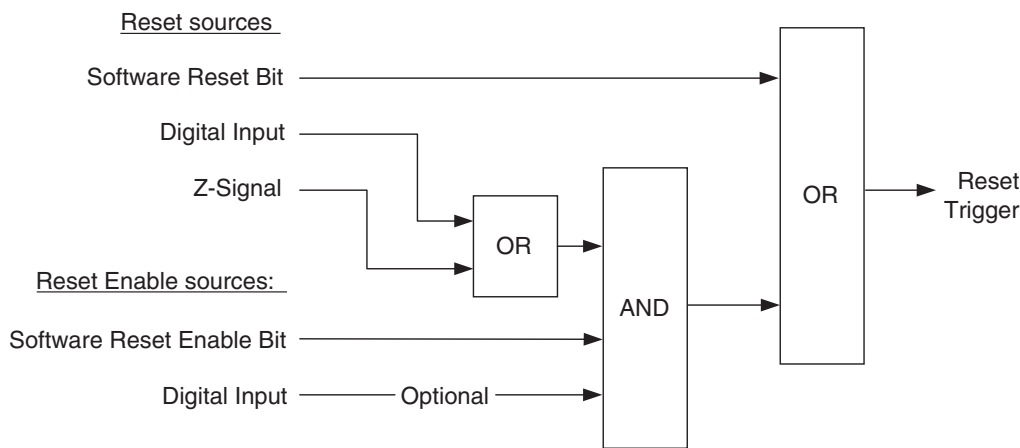 Reset sources
Software Reset Bit
Digital Input
Z-Signal
OR
OR
Reset
Trigger
Reset Enable sources:
AND
Software Reset Enable Bit
Digital Input
Optional